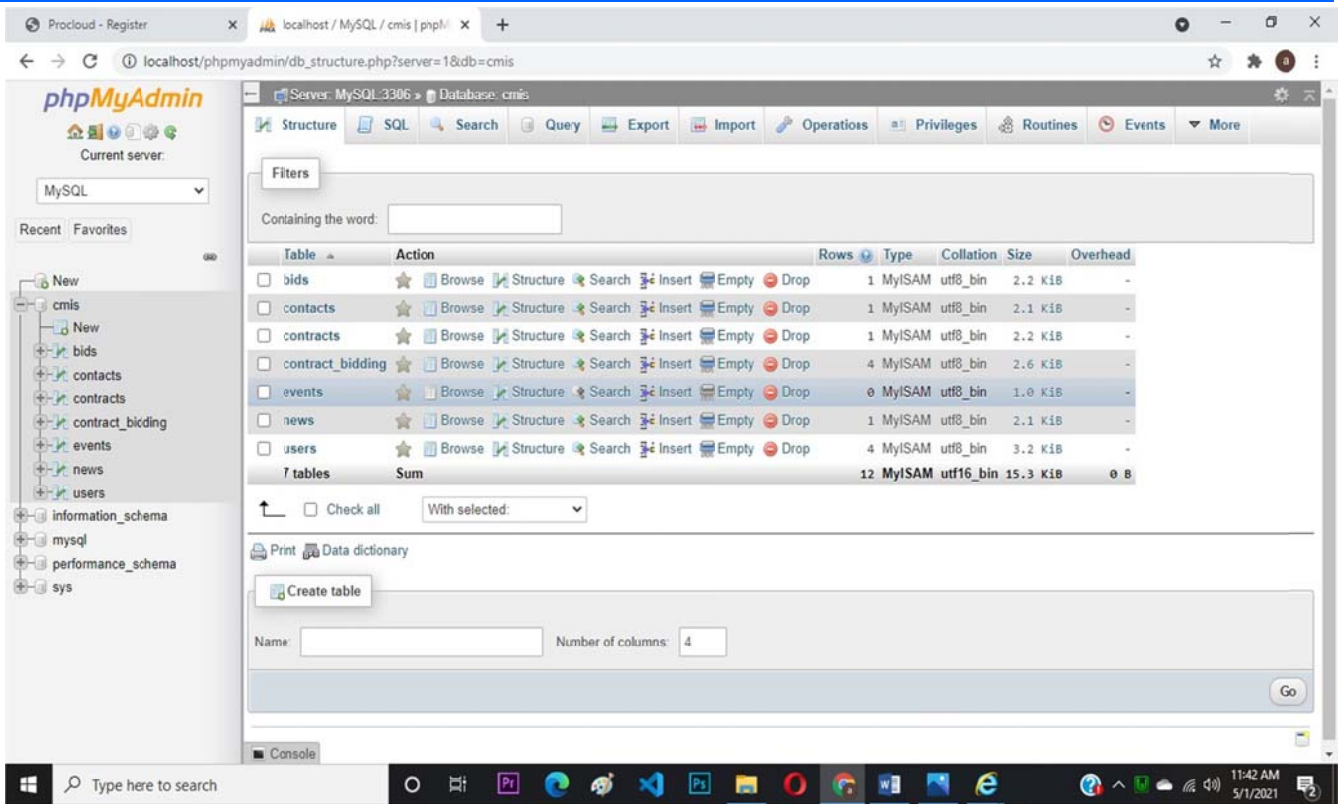 Procloud - Register
localhost / MySQL / cmis | phpM
localhost/phpmyadmin/db_structure.php?server=1&db=cmis
a
phpMyAdmin
Current server:
MySQL
Recent Favorites
New
cmis
New
bids
contacts
contracts
contract_bidding
events
news
users
information_schema
mysql
performance_schema
sys
Server: MySQL:3306 » Database: cmis
Structure SQL Search Query Export Import Operations Privileges Routines Events More
Filters
Containing the word:
Table Action Rows Type Collation Size Overhead
bids Browse Structure Search Insert Empty Drop 1 MyISAM utf8_bin 2.2 KiB -
contacts Browse Structure Search Insert Empty Drop 1 MyISAM utf8_bin 2.1 KiB -
contracts Browse Structure Search Insert Empty Drop 1 MyISAM utf8_bin 2.2 KiB -
contract_bidding Browse Structure Search Insert Empty Drop 4 MyISAM utf8_bin 2.6 KiB -
events Browse Structure Search Insert Empty Drop 0 MyISAM utf8_bin 1.0 KiB -
news Browse Structure Search Insert Empty Drop 1 MyISAM utf8_bin 2.1 KiB -
users Browse Structure Search Insert Empty Drop 4 MyISAM utf8_bin 3.2 KiB -
7 tables Sum 12 MyISAM utf16_bin 15.3 KiB 0 B
Check all With selected:
Print Data dictionary
Create table
Name: Number of columns: 4
Go
Console
Type here to search
Pr
Ps
11:42 AM
5/1/2021
2